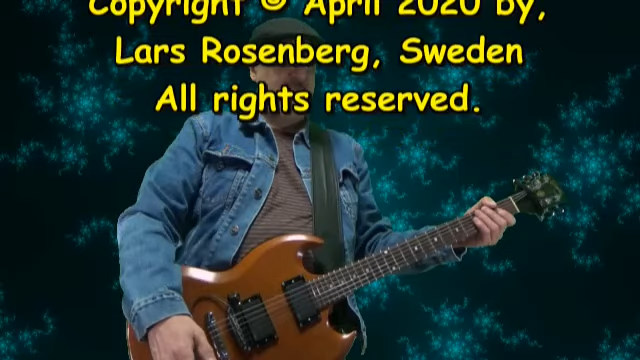 Copyright © April 2020 by,
Lars Rosenberg, Sweden
All rights reserved.